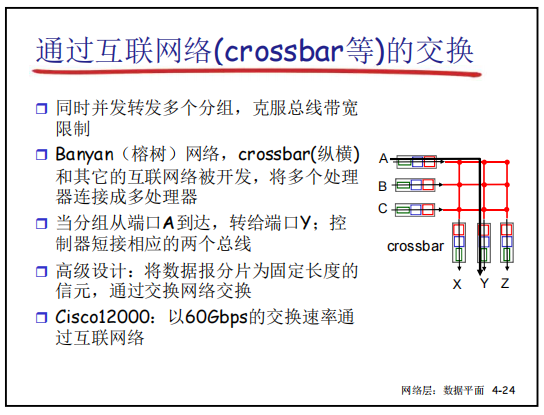 通过互联网络(crossbar等)的交换
同时并发转发多个分组，克服总线带宽
限制
Banyan（榕树）网络，crossbar(纵横)
和其它的互联网络被开发，将多个处理
器连接成多处理器
当分组从端口A到达，转给端口Y；控
制器短接相应的两个总线
高级设计：将数据报分片为固定长度的
信元，通过交换网络交换
Cisco12000：以60Gbps的交换速率通
过互联网络
A
B
C
crossbar
X Y Z
网络层：数据平面 4-24